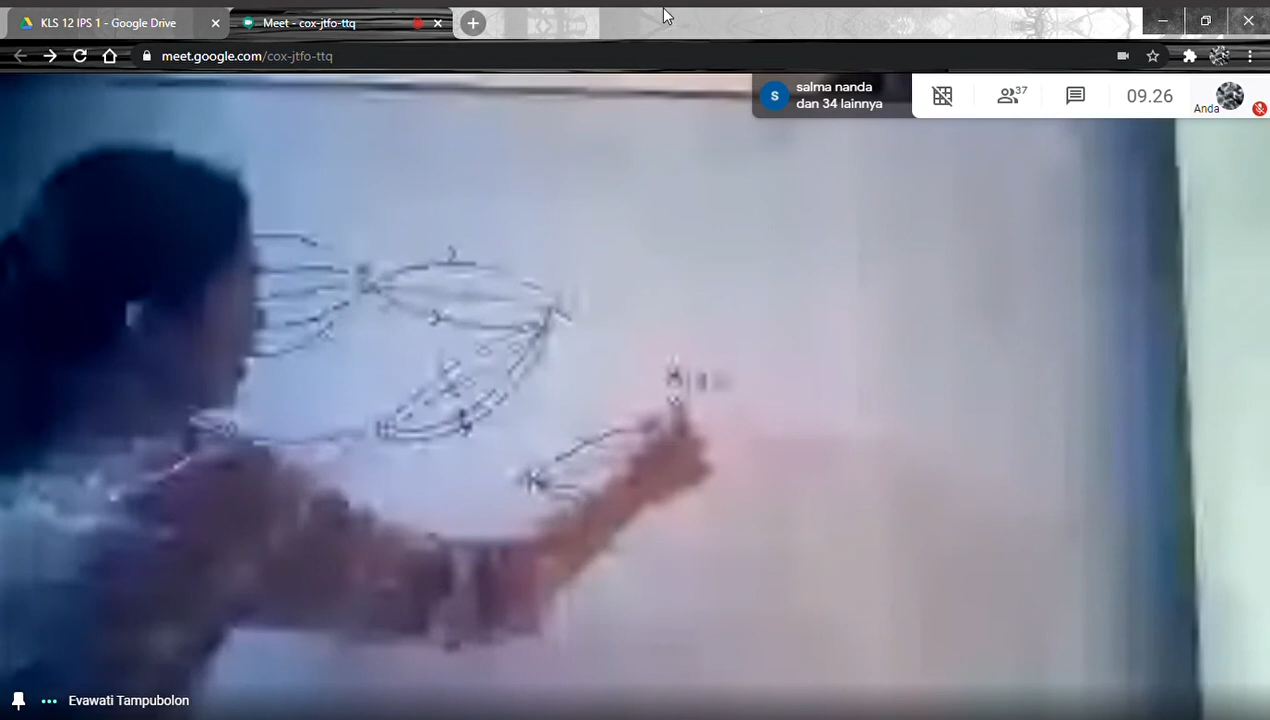 KLS 12 IPS 1 - Google Drive
Meet - cox-jtfo-ttq
meet.google.com/cox-jtfo-ttq
salma nanda
dan 34 lainnya
37
09.26
S
Anda
Evawati Tampubolon